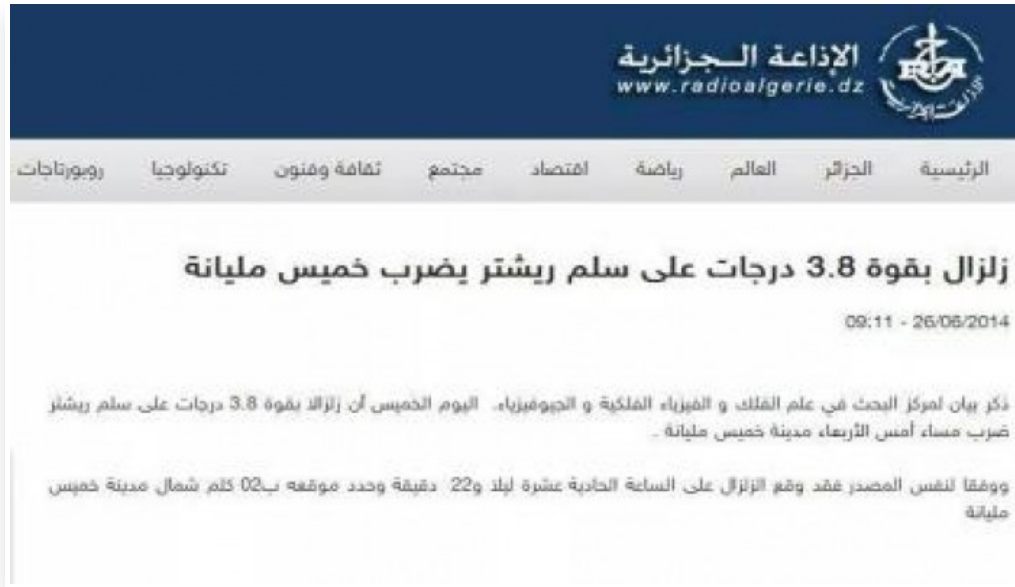 الإذاعة الـجـزائرية
www.radioalgerie.dz
الرئيسية الجزائر العالم رياضة اقتصاد مجتمع ثقافة وفنون تكنولوجيا روبورتاجات
زلزال بقوة 3.8 درجات على سلم ريشتر يضرب خميس مليانة
09:11 - 26/06/2014
ذكر بيان لمركز البحث في علم الفلك و الفيزياء الفلكية و الجيوفيزياء، اليوم الخميس أن زلزالا بقوة 3.8 درجات على سلم ريشتر
ضرب مساء أمس الأربعاء مدينة خميس مليانة .
ووفقا لنفس المصدر فقد وقع الزلزال على الساعة الحادية عشرة ليلا و22 دقيقة وحدد موقعه ب02 كلم شمال مدينة خميس
مليانة